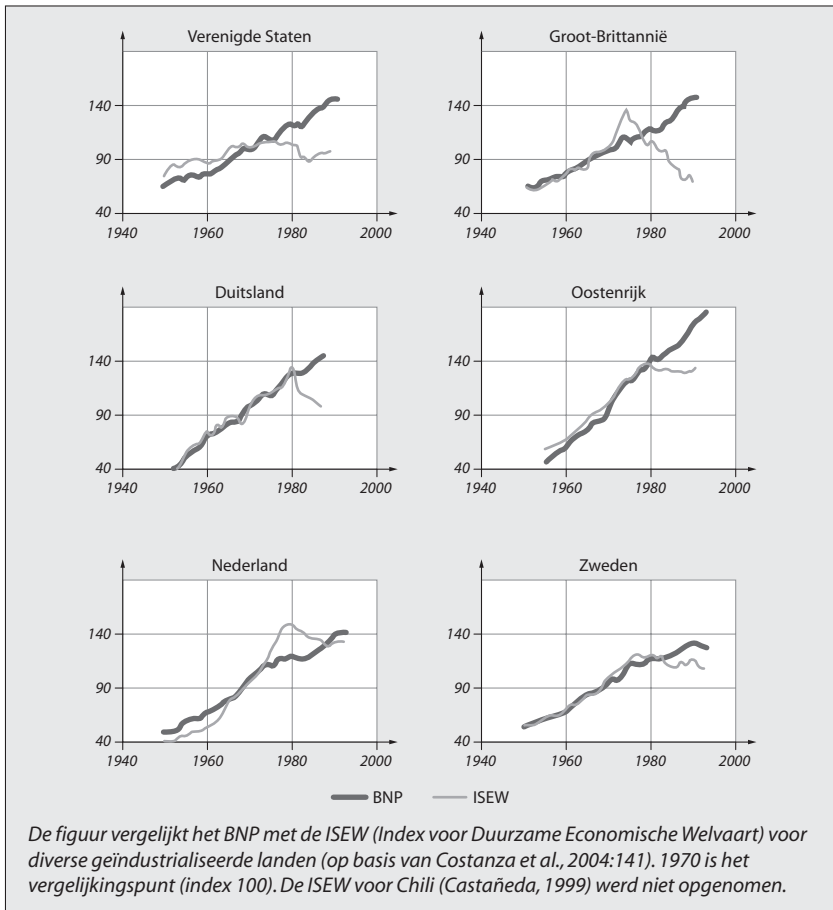 Verenigde Staten
140
90
40
1940 1960 1980 2000
Groot-Brittannië
140
90
40
1940 1960 1980 2000
Duitsland
140
90
40
1940 1960 1980 2000
Oostenrijk
140
90
40
1940 1960 1980 2000
Nederland
140
90
40
1940 1960 1980 2000
Zweden
140
90
40
1940 1960 1980 2000
BNP ISEW
De figuur vergelijkt het BNP met de ISEW (Index voor Duurzame Economische Welvaart) voor
diverse geïndustrialiseerde landen (op basis van Costanza et al., 2004:141). 1970 is het
vergelijkingspunt (index 100). De ISEW voor Chili (Castañeda, 1999) werd niet opgenomen.